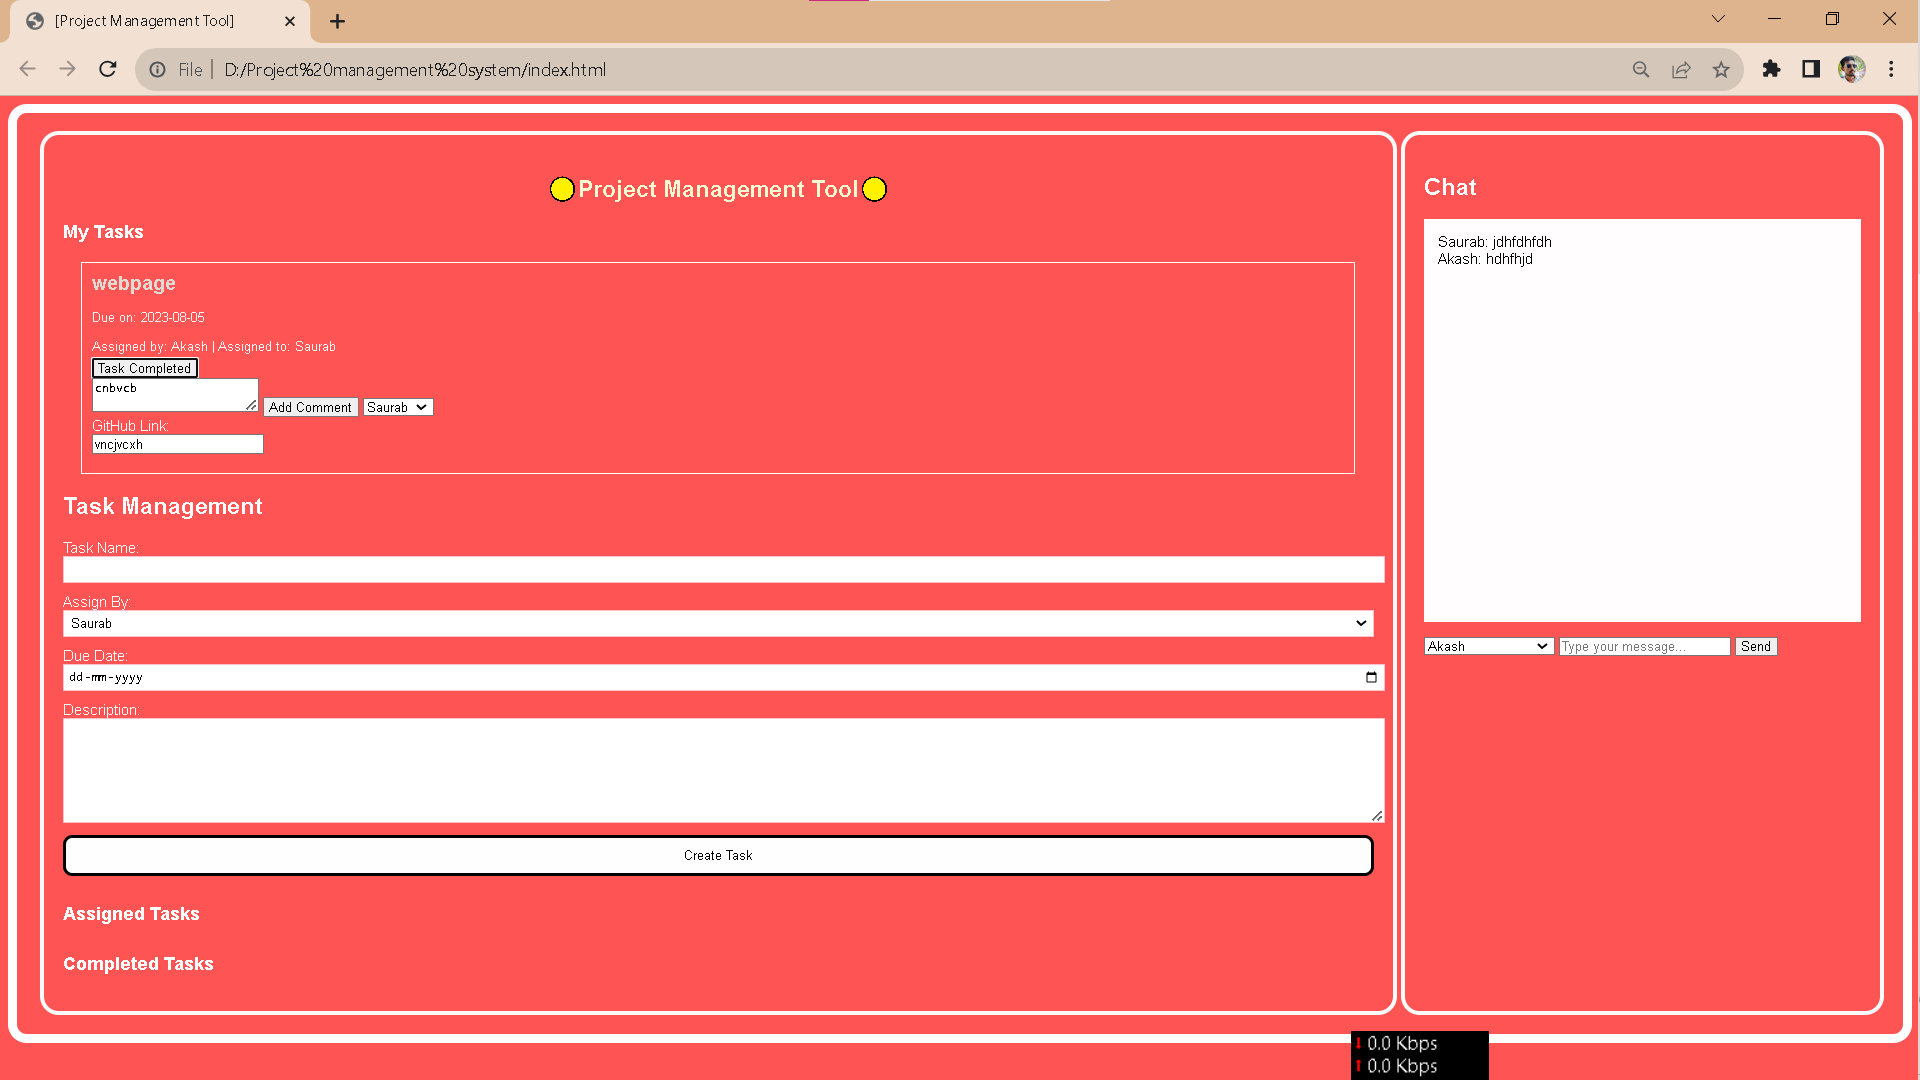 [Project Management Tool]
File | D:/Project%20management%20system/index.html
Project Management Tool
My Tasks
webpage
Due on: 2023-08-05
Assigned by: Akash | Assigned to: Saurab
Task Completed
cnbvcb
Add Comment Saurab
GitHub Link:
vncjvcxh
Task Management
Task Name:
Assign By:
Saurab
Due Date:
dd-mm-yyyy
Description:
Create Task
Assigned Tasks
Completed Tasks
Chat
Saurab: jdhfdhfdh
Akash: hdhfhjd
Akash Type your message... Send
0.0 Kbps
0.0 Kbps